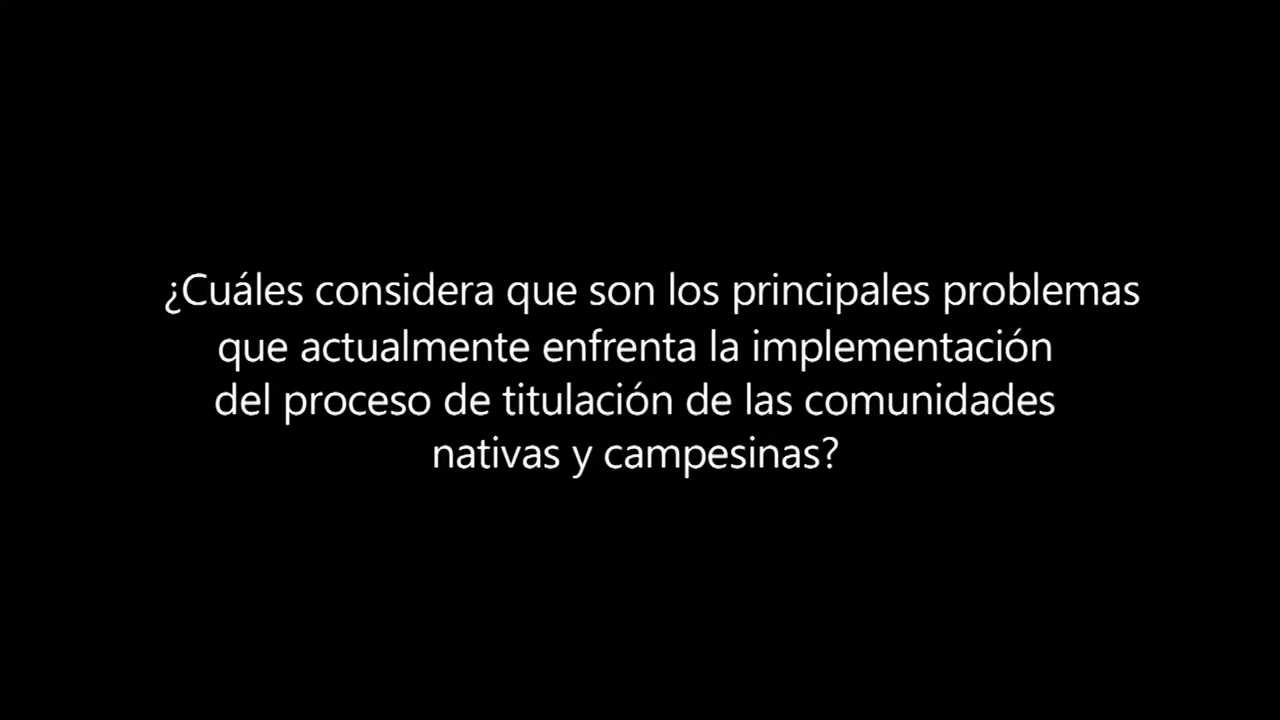 ¿Cuáles considera que son los principales problemas
que actualmente enfrenta la implementación
del proceso de titulación de las comunidades
nativas y campesinas?